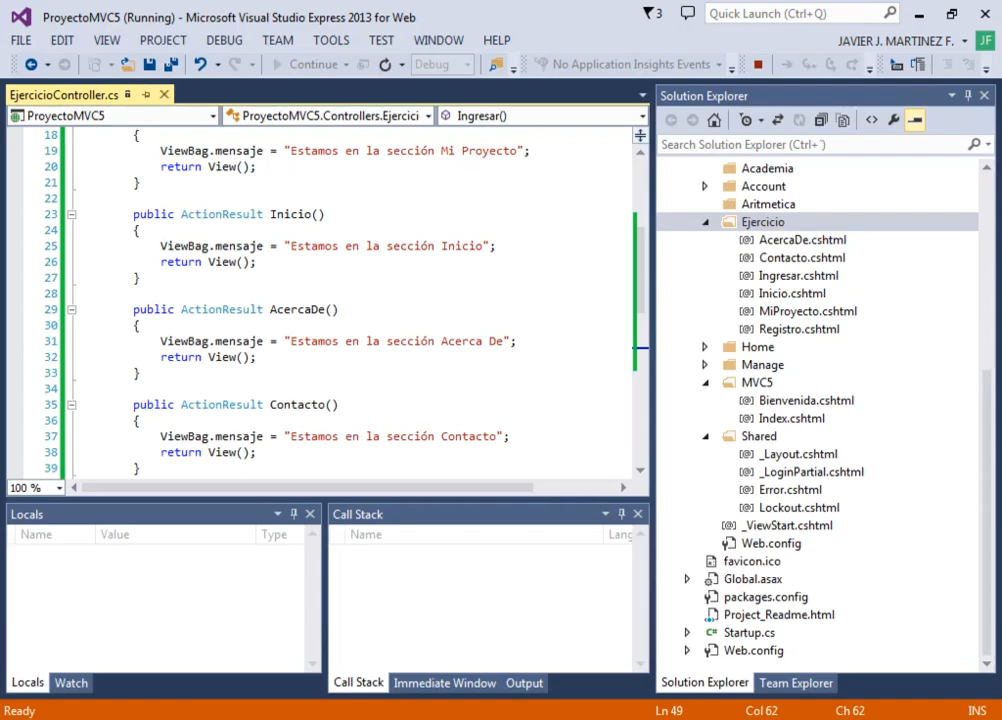 ProyectoMVC5 (Running) - Microsoft Visual Studio Express 2013 for Web
3
Quick Launch (Ctrl+Q)
FILE EDIT VIEW PROJECT DEBUG TEAM TOOLS TEST WINDOW HELP
JAVIER J. MARTINEZ F. JF
Continue Debug No Application Insights Events
EjercicioController.cs
ProyectoMVC5 ProyectoMVC5.Controllers.Ejercici Ingresar()
18 {
19 ViewBag.mensaje = "Estamos en la sección Mi Proyecto";
20 return View();
21 }
22
23 public ActionResult Inicio()
24 {
25 ViewBag.mensaje = "Estamos en la sección Inicio";
26 return View();
27 }
28
29 public ActionResult AcercaDe()
30 {
31 ViewBag.mensaje = "Estamos en la sección Acerca De";
32 return View();
33 }
34
35 public ActionResult Contacto()
36 {
37 ViewBag.mensaje = "Estamos en la sección Contacto";
38 return View();
39 }
100 %
Solution Explorer
Search Solution Explorer (Ctrl+´)
Academia
Account
Aritmetica
Ejercicio
AcercaDe.cshtml
Contacto.cshtml
Ingresar.cshtml
Inicio.cshtml
MiProyecto.cshtml
Registro.cshtml
Home
Manage
MVC5
Bienvenida.cshtml
Index.cshtml
Shared
_Layout.cshtml
_LoginPartial.cshtml
Error.cshtml
Lockout.cshtml
_ViewStart.cshtml
Web.config
favicon.ico
Global.asax
packages.config
Project_Readme.html
C# Startup.cs
Web.config
Solution Explorer Team Explorer
Locals
Name Value Type
Locals Watch
Call Stack
Name Lang
Call Stack Immediate Window Output
Ready Ln 49 Col 62 Ch 62 INS